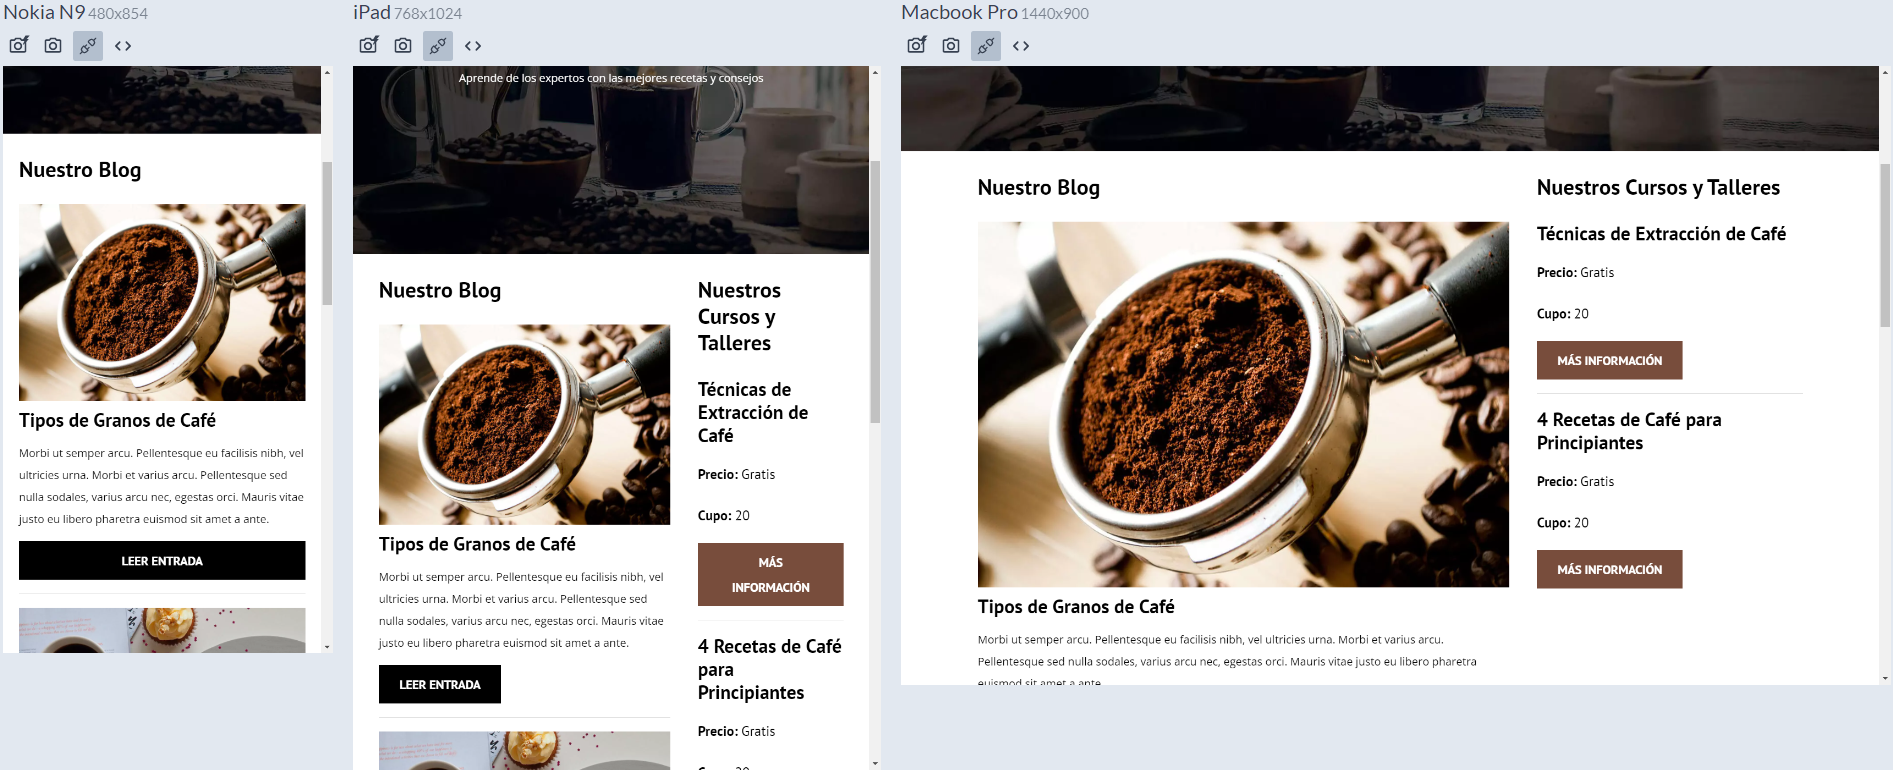 Nokia N9 480x854
Nuestro Blog
Tipos de Granos de Café
Morbi ut semper arcu. Pellentesque eu facilisis nibh, vel
ultricies urna. Morbi et varius arcu. Pellentesque sed
nulla sodales, varius arcu nec, egestas orci. Mauris vitae
justo eu libero pharetra euismod sit amet a ante.
LEER ENTRADA
iPad 768x1024
Aprende de los expertos con las mejores recetas y consejos
Nuestro Blog
Tipos de Granos de Café
Morbi ut semper arcu. Pellentesque eu facilisis nibh, vel
ultricies urna. Morbi et varius arcu. Pellentesque sed
nulla sodales, varius arcu nec, egestas orci. Mauris vitae
justo eu libero pharetra euismod sit amet a ante.
LEER ENTRADA
Nuestros
Cursos y
Talleres
Técnicas de
Extracción de
Café
Precio: Gratis
Cupo: 20
MÁS
INFORMACIÓN
4 Recetas de Café
para
Principiantes
Precio: Gratis
Macbook Pro 1440x900
Nuestro Blog
Tipos de Granos de Café
Morbi ut semper arcu. Pellentesque eu facilisis nibh, vel ultricies urna. Morbi et varius arcu.
Pellentesque sed nulla sodales, varius arcu nec, egestas orci. Mauris vitae justo eu libero pharetra
euismod sit amet a ante.
Nuestros Cursos y Talleres
Técnicas de Extracción de Café
Precio: Gratis
Cupo: 20
MÁS INFORMACIÓN
4 Recetas de Café para
Principiantes
Precio: Gratis
Cupo: 20
MÁS INFORMACIÓN